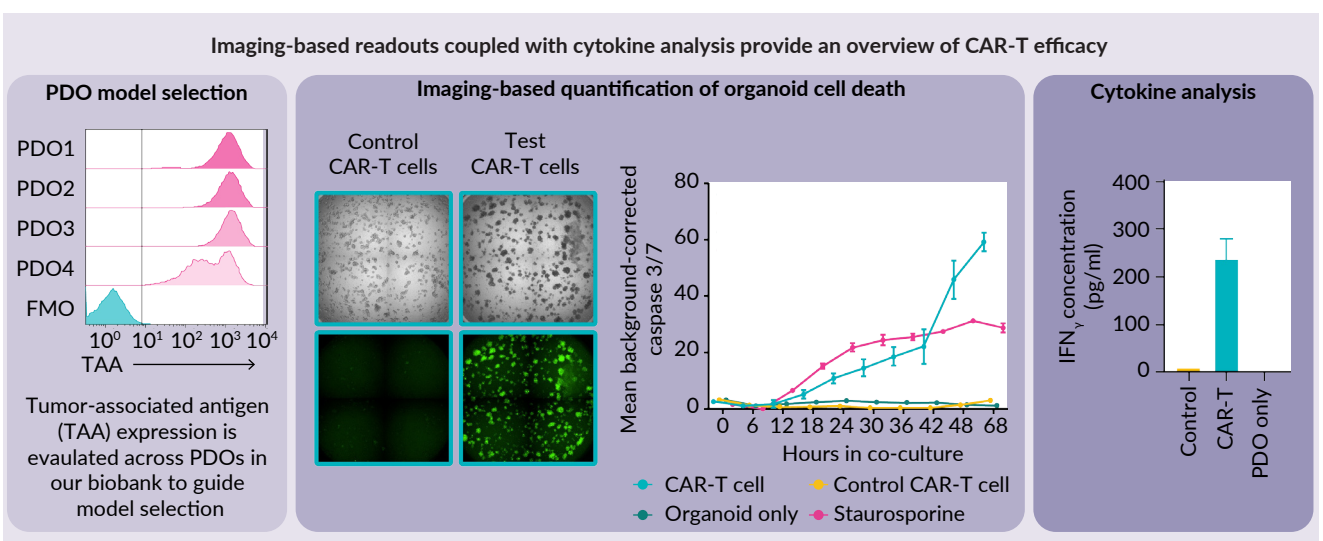 Imaging-based readouts coupled with cytokine analysis provide an overview of CAR-T efficacy
PDO model selection
PDO1
PDO2
PDO3
PDO4
FMO
10⁰ 10¹ 10² 10³ 10⁴
TAA
Tumor-associated antigen
(TAA) expression is
evaulated across PDOs in
our biobank to guide
model selection
Imaging-based quantification of organoid cell death
Control
CAR-T cells
Test
CAR-T cells
Mean background-corrected
caspase 3/7
80
60
40
20
0
0 6 12 18 24 30 36 42 48 68
Hours in co-culture
CAR-T cell
Control CAR-T cell
Organoid only
Staurosporine
Cytokine analysis
IFNγ concentration
(pg/ml)
400
300
200
100
0
Control
CAR-T
PDO only